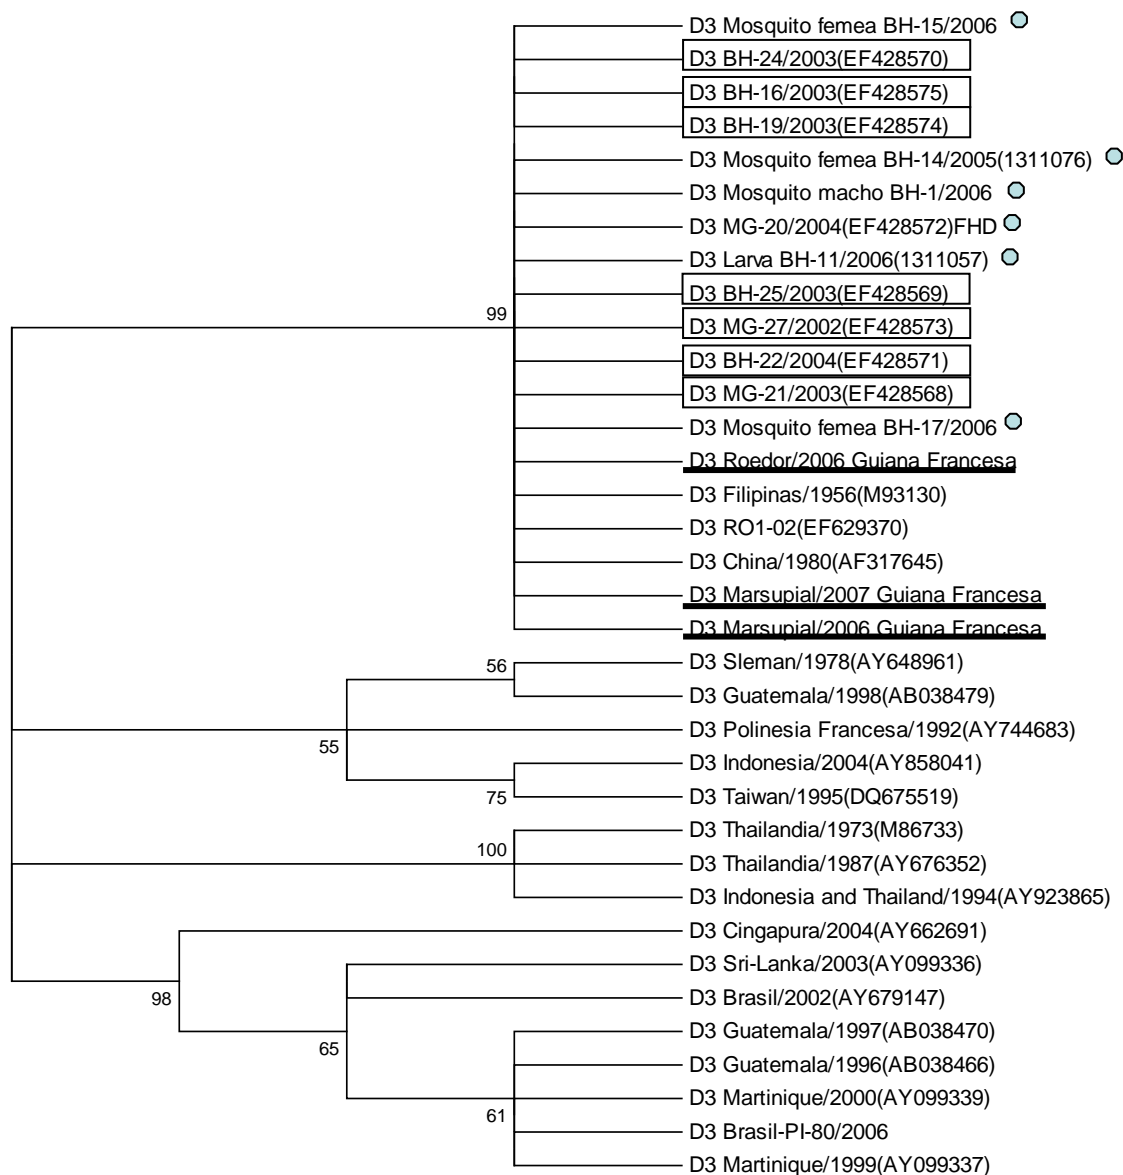 D3 Mosquito femea BH-15/2006
D3 BH-24/2003(EF428570)
D3 BH-16/2003(EF428575)
D3 BH-19/2003(EF428574)
D3 Mosquito femea BH-14/2005(1311076)
D3 Mosquito macho BH-1/2006
D3 MG-20/2004(EF428572)FHD
D3 Larva BH-11/2006(1311057)
D3 BH-25/2003(EF428569)
99
D3 MG-27/2002(EF428573)
D3 BH-22/2004(EF428571)
D3 MG-21/2003(EF428568)
D3 Mosquito femea BH-17/2006
D3 Roedor/2006 Guiana Francesa
D3 Filipinas/1956(M93130)
D3 RO1-02(EF629370)
D3 China/1980(AF317645)
D3 Marsupial/2007 Guiana Francesa
D3 Marsupial/2006 Guiana Francesa
56
D3 Sleman/1978(AY648961)
D3 Guatemala/1998(AB038479)
D3 Polinesia Francesa/1992(AY744683)
55
D3 Indonesia/2004(AY858041)
75
D3 Taiwan/1995(DQ675519)
D3 Thailandia/1973(M86733)
100
D3 Thailandia/1987(AY676352)
D3 Indonesia and Thailand/1994(AY923865)
D3 Cingapura/2004(AY662691)
D3 Sri-Lanka/2003(AY099336)
98
D3 Brasil/2002(AY679147)
D3 Guatemala/1997(AB038470)
65
D3 Guatemala/1996(AB038466)
D3 Martinique/2000(AY099339)
61
D3 Brasil-PI-80/2006
D3 Martinique/1999(AY099337)